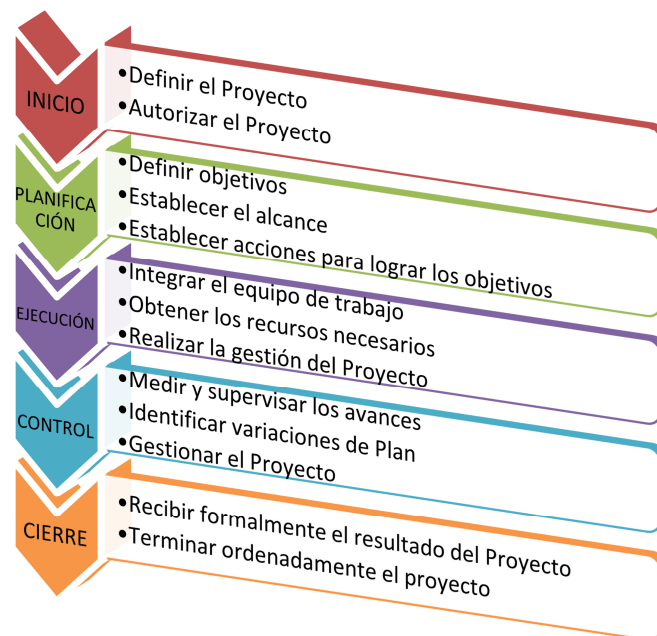 INICIO
•Definir el Proyecto
•Autorizar el Proyecto
PLANIFICA
CIÓN
•Definir objetivos
•Establecer el alcance
•Establecer acciones para lograr los objetivos
EJECUCIÓN
•Integrar el equipo de trabajo
•Obtener los recursos necesarios
•Realizar la gestión del Proyecto
CONTROL
•Medir y supervisar los avances
•Identificar variaciones de Plan
•Gestionar el Proyecto
CIERRE
•Recibir formalmente el resultado del Proyecto
•Terminar ordenadamente el proyecto